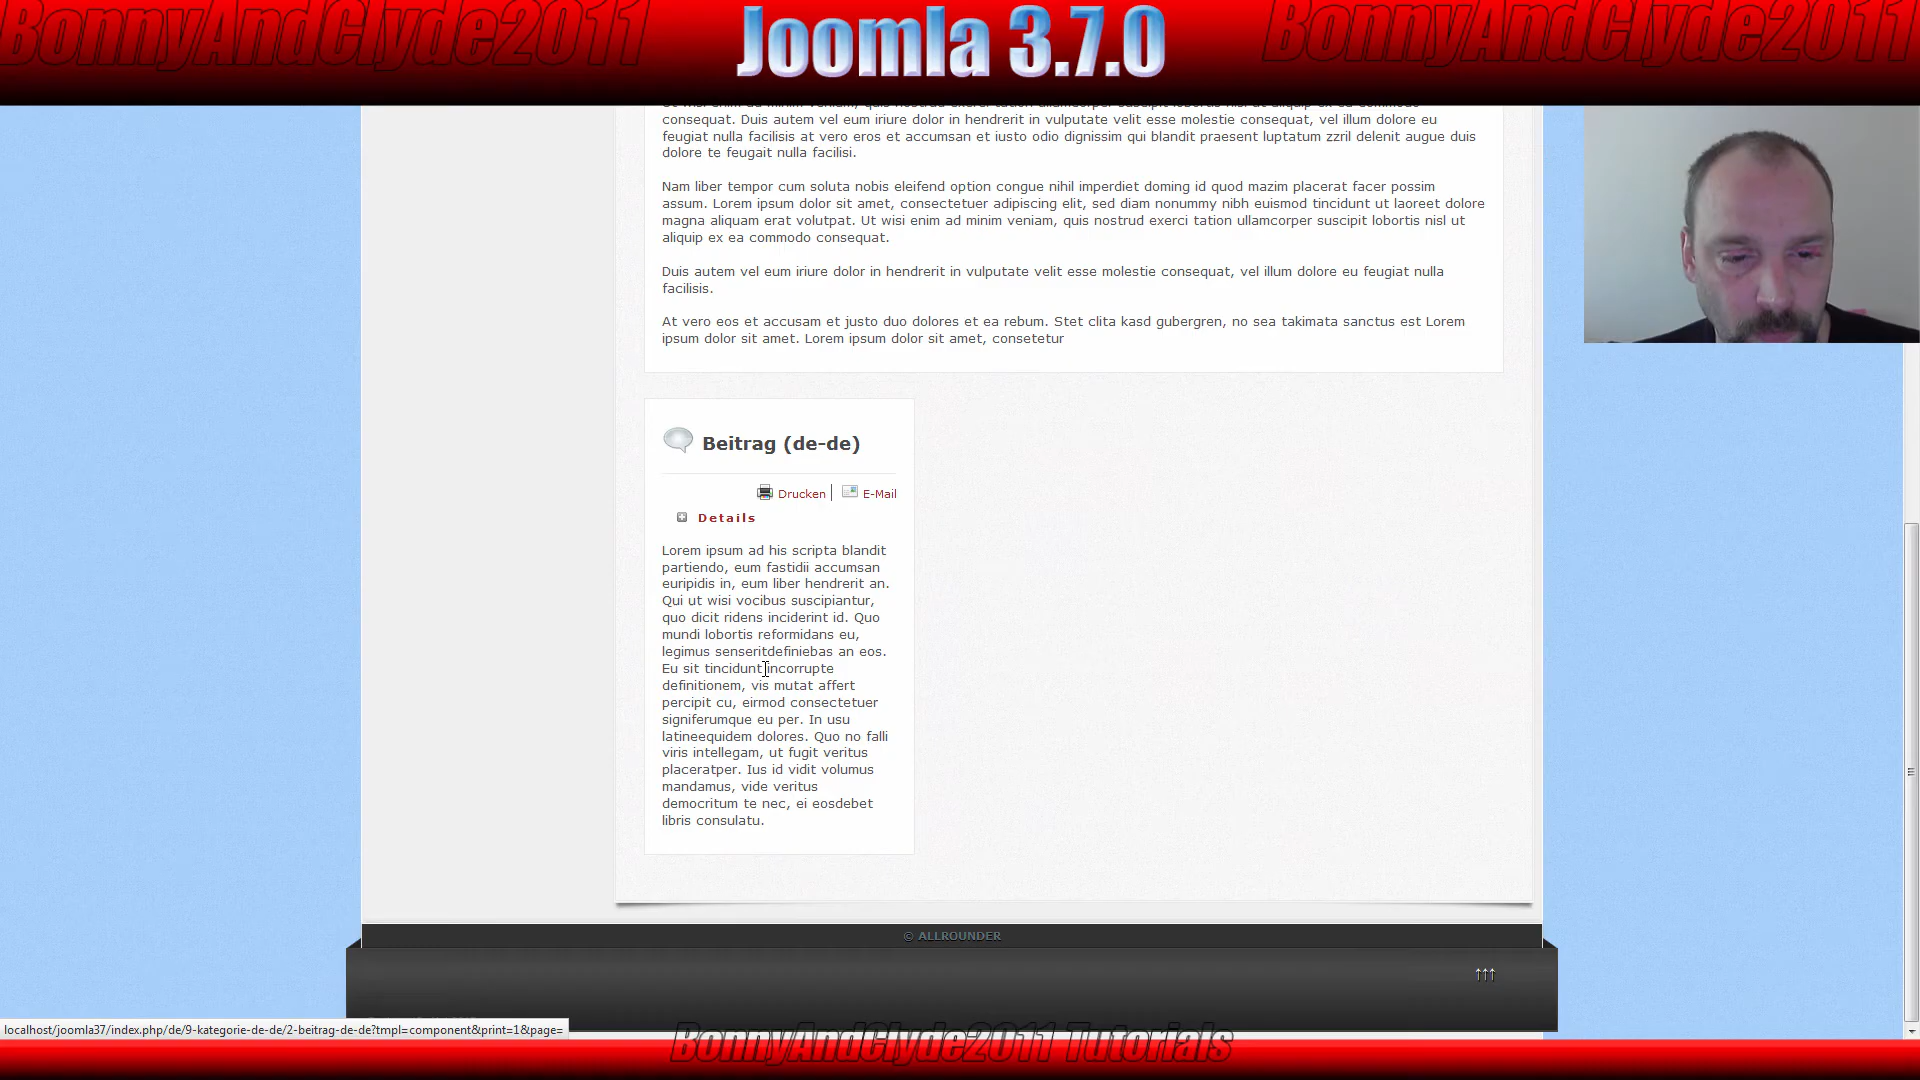 BonnyAndClyde2011
Joomla 3.7.0
BonnyAndClyde2011
Ut wisi enim ad minim veniam, quis nostrud exerci tation ullamcorper suscipit lobortis nisl ut aliquip ex ea commodo
consequat. Duis autem vel eum iriure dolor in hendrerit in vulputate velit esse molestie consequat, vel illum dolore eu
feugiat nulla facilisis at vero eros et accumsan et iusto odio dignissim qui blandit praesent luptatum zzril delenit augue duis
dolore te feugait nulla facilisi.
Nam liber tempor cum soluta nobis eleifend option congue nihil imperdiet doming id quod mazim placerat facer possim
assum. Lorem ipsum dolor sit amet, consectetuer adipiscing elit, sed diam nonummy nibh euismod tincidunt ut laoreet dolore
magna aliquam erat volutpat. Ut wisi enim ad minim veniam, quis nostrud exerci tation ullamcorper suscipit lobortis nisl ut
aliquip ex ea commodo consequat.
Duis autem vel eum iriure dolor in hendrerit in vulputate velit esse molestie consequat, vel illum dolore eu feugiat nulla
facilisis.
At vero eos et accusam et justo duo dolores et ea rebum. Stet clita kasd gubergren, no sea takimata sanctus est Lorem
ipsum dolor sit amet. Lorem ipsum dolor sit amet, consetetur
Beitrag (de-de)
Drucken | E-Mail
Details
Lorem ipsum ad his scripta blandit
partiendo, eum fastidii accumsan
euripidis in, eum liber hendrerit an.
Qui ut wisi vocibus suscipiantur,
quo dicit ridens inciderint id. Quo
mundi lobortis reformidans eu,
legimus senseritdefiniebas an eos.
Eu sit tincidunt incorrupte
definitionem, vis mutat affert
percipit cu, eirmod consectetuer
signiferumque eu per. In usu
latineequidem dolores. Quo no falli
viris intellegam, ut fugit veritus
placeratper. Ius id vidit volumus
mandamus, vide veritus
democritum te nec, ei eosdebet
libris consulatu.
© ALLROUNDER
↑↑↑
localhost/joomla37/index.php/de/9-kategorie-de-de/2-beitrag-de-de?tmpl=component&print=1&page=
BonnyAndClyde2011 Tutorials